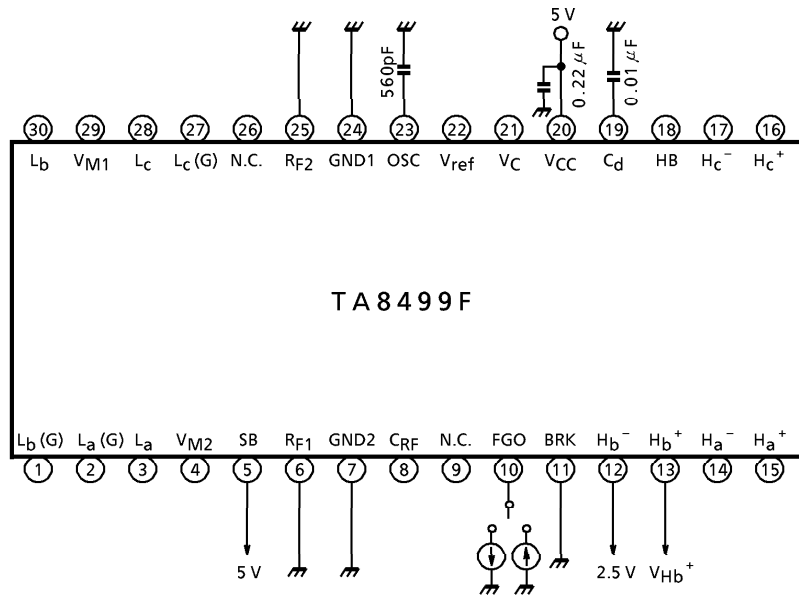 5 V
560pF
0.22 μF
0.01 μF
30 29 28 27 26 25 24 23 22 21 20 19 18 17 16
Lb VM1 Lc Lc (G) N.C. RF2 GND1 OSC Vref VC VCC Cd HB Hc− Hc+
TA8499F
Lb (G) La (G) La VM2 SB RF1 GND2 CRF N.C. FGO BRK Hb− Hb+ Ha− Ha+
1 2 3 4 5 6 7 8 9 10 11 12 13 14 15
5 V 2.5 V VHb+